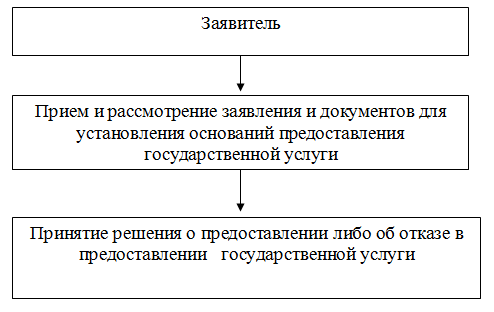 Заявитель
Прием и рассмотрение заявления и документов для
установления оснований предоставления
государственной услуги
Принятие решения о предоставлении либо об отказе в
предоставлении государственной услуги